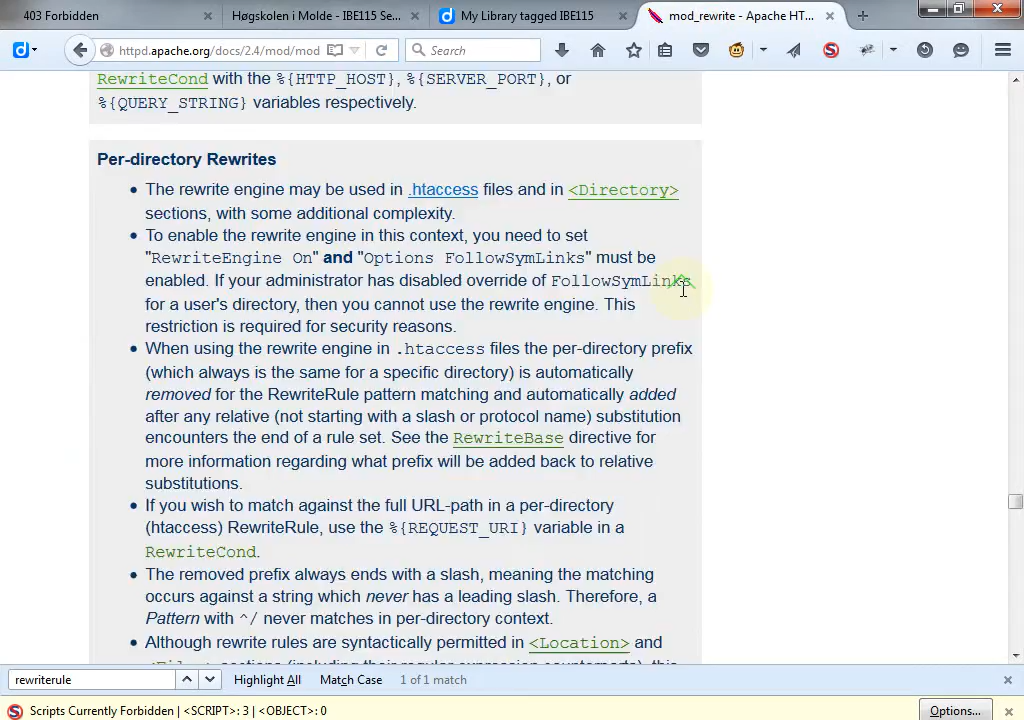 403 Forbidden
Høgskolen i Molde - IBE115 Se...
My Library tagged IBE115
mod_rewrite - Apache HT...
httpd.apache.org/docs/2.4/mod/mod
Search
RewriteCond with the %{HTTP_HOST}, %{SERVER_PORT}, or
%{QUERY_STRING} variables respectively.
Per-directory Rewrites
The rewrite engine may be used in .htaccess files and in <Directory>
sections, with some additional complexity.
To enable the rewrite engine in this context, you need to set
"RewriteEngine On" and "Options FollowSymLinks" must be
enabled. If your administrator has disabled override of FollowSymLinks
for a user's directory, then you cannot use the rewrite engine. This
restriction is required for security reasons.
When using the rewrite engine in .htaccess files the per-directory prefix
(which always is the same for a specific directory) is automatically
removed for the RewriteRule pattern matching and automatically added
after any relative (not starting with a slash or protocol name) substitution
encounters the end of a rule set. See the RewriteBase directive for
more information regarding what prefix will be added back to relative
substitutions.
If you wish to match against the full URL-path in a per-directory
(htaccess) RewriteRule, use the %{REQUEST_URI} variable in a
RewriteCond.
The removed prefix always ends with a slash, meaning the matching
occurs against a string which never has a leading slash. Therefore, a
Pattern with ^/ never matches in per-directory context.
Although rewrite rules are syntactically permitted in <Location> and
rewriterule
Highlight All
Match Case
1 of 1 match
Scripts Currently Forbidden | <SCRIPT>: 3 | <OBJECT>: 0
Options...